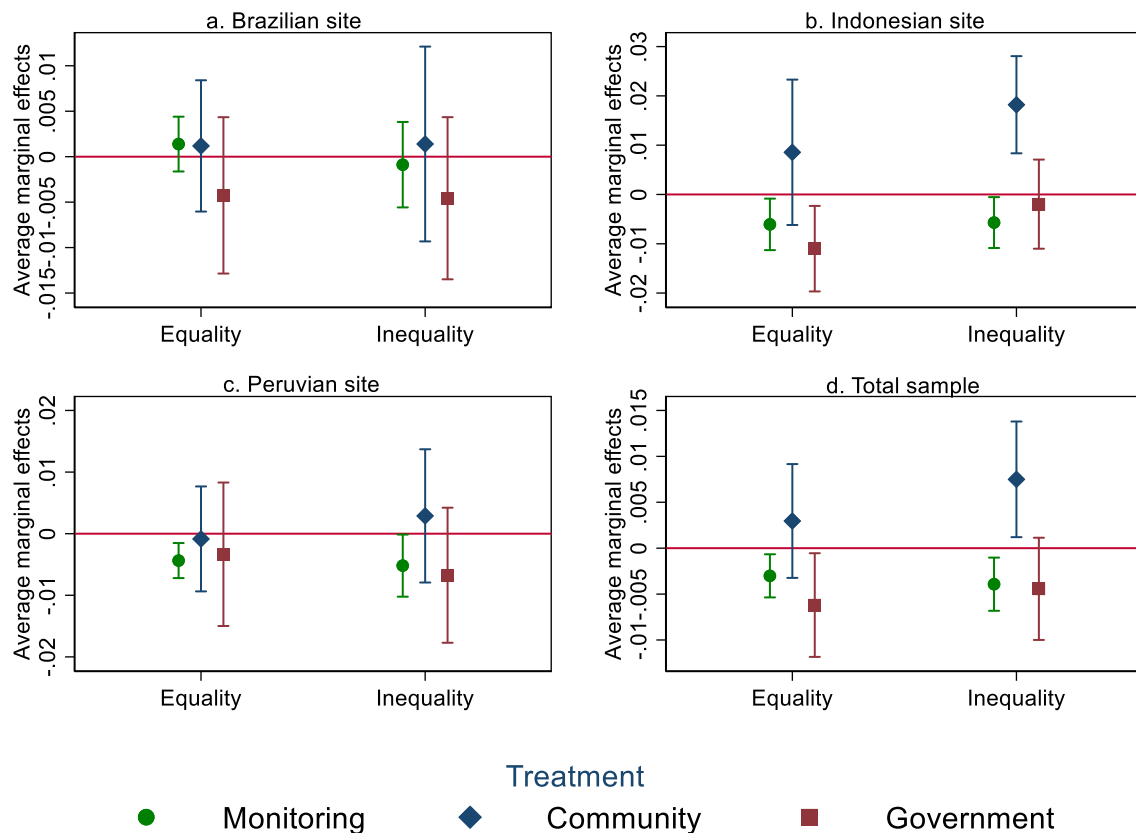 a. Brazilian site
Average marginal effects
-.015 -.01 -.005 0 .005 .01
Equality Inequality
b. Indonesian site
Average marginal effects
-.02 -.01 0 .01 .02 .03
Equality Inequality
c. Peruvian site
Average marginal effects
-.02 -.01 0 .01 .02
Equality Inequality
d. Total sample
Average marginal effects
-.01 -.005 0 .005 .015
Equality Inequality
Treatment
Monitoring Community Government